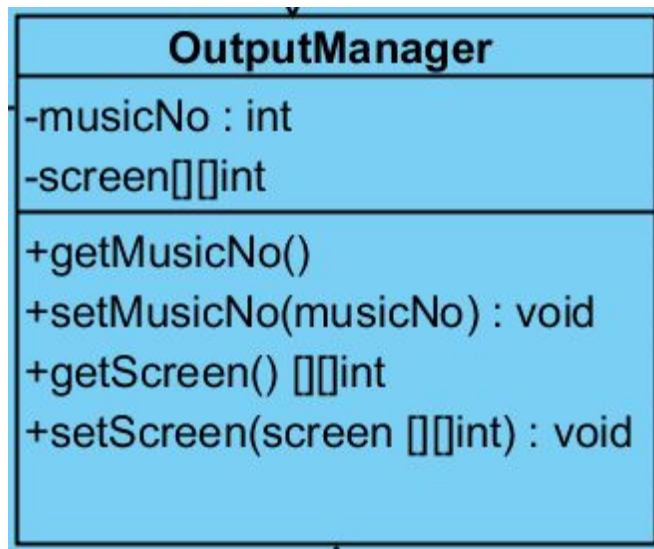 OutputManager
-musicNo : int
-screen[][]int
+getMusicNo()
+setMusicNo(musicNo) : void
+getScreen() [][]int
+setScreen(screen [][]int) : void